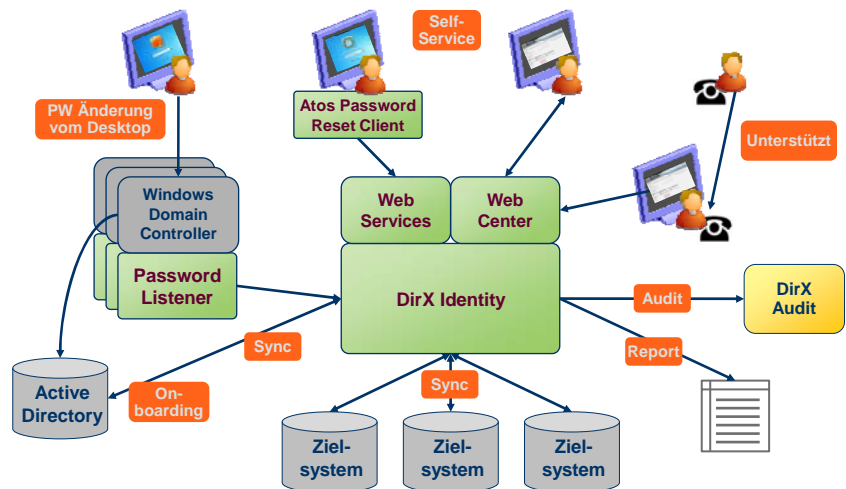 Self-
Service
PW Änderung
vom Desktop
Atos Password
Reset Client
Unterstützt
Windows
Domain
Controller
Web
Services
Web
Center
Password
Listener
DirX Identity
Audit
DirX
Audit
Sync
Report
Active
Directory
On-
boarding
Sync
Ziel-
system
Ziel-
system
Ziel-
system